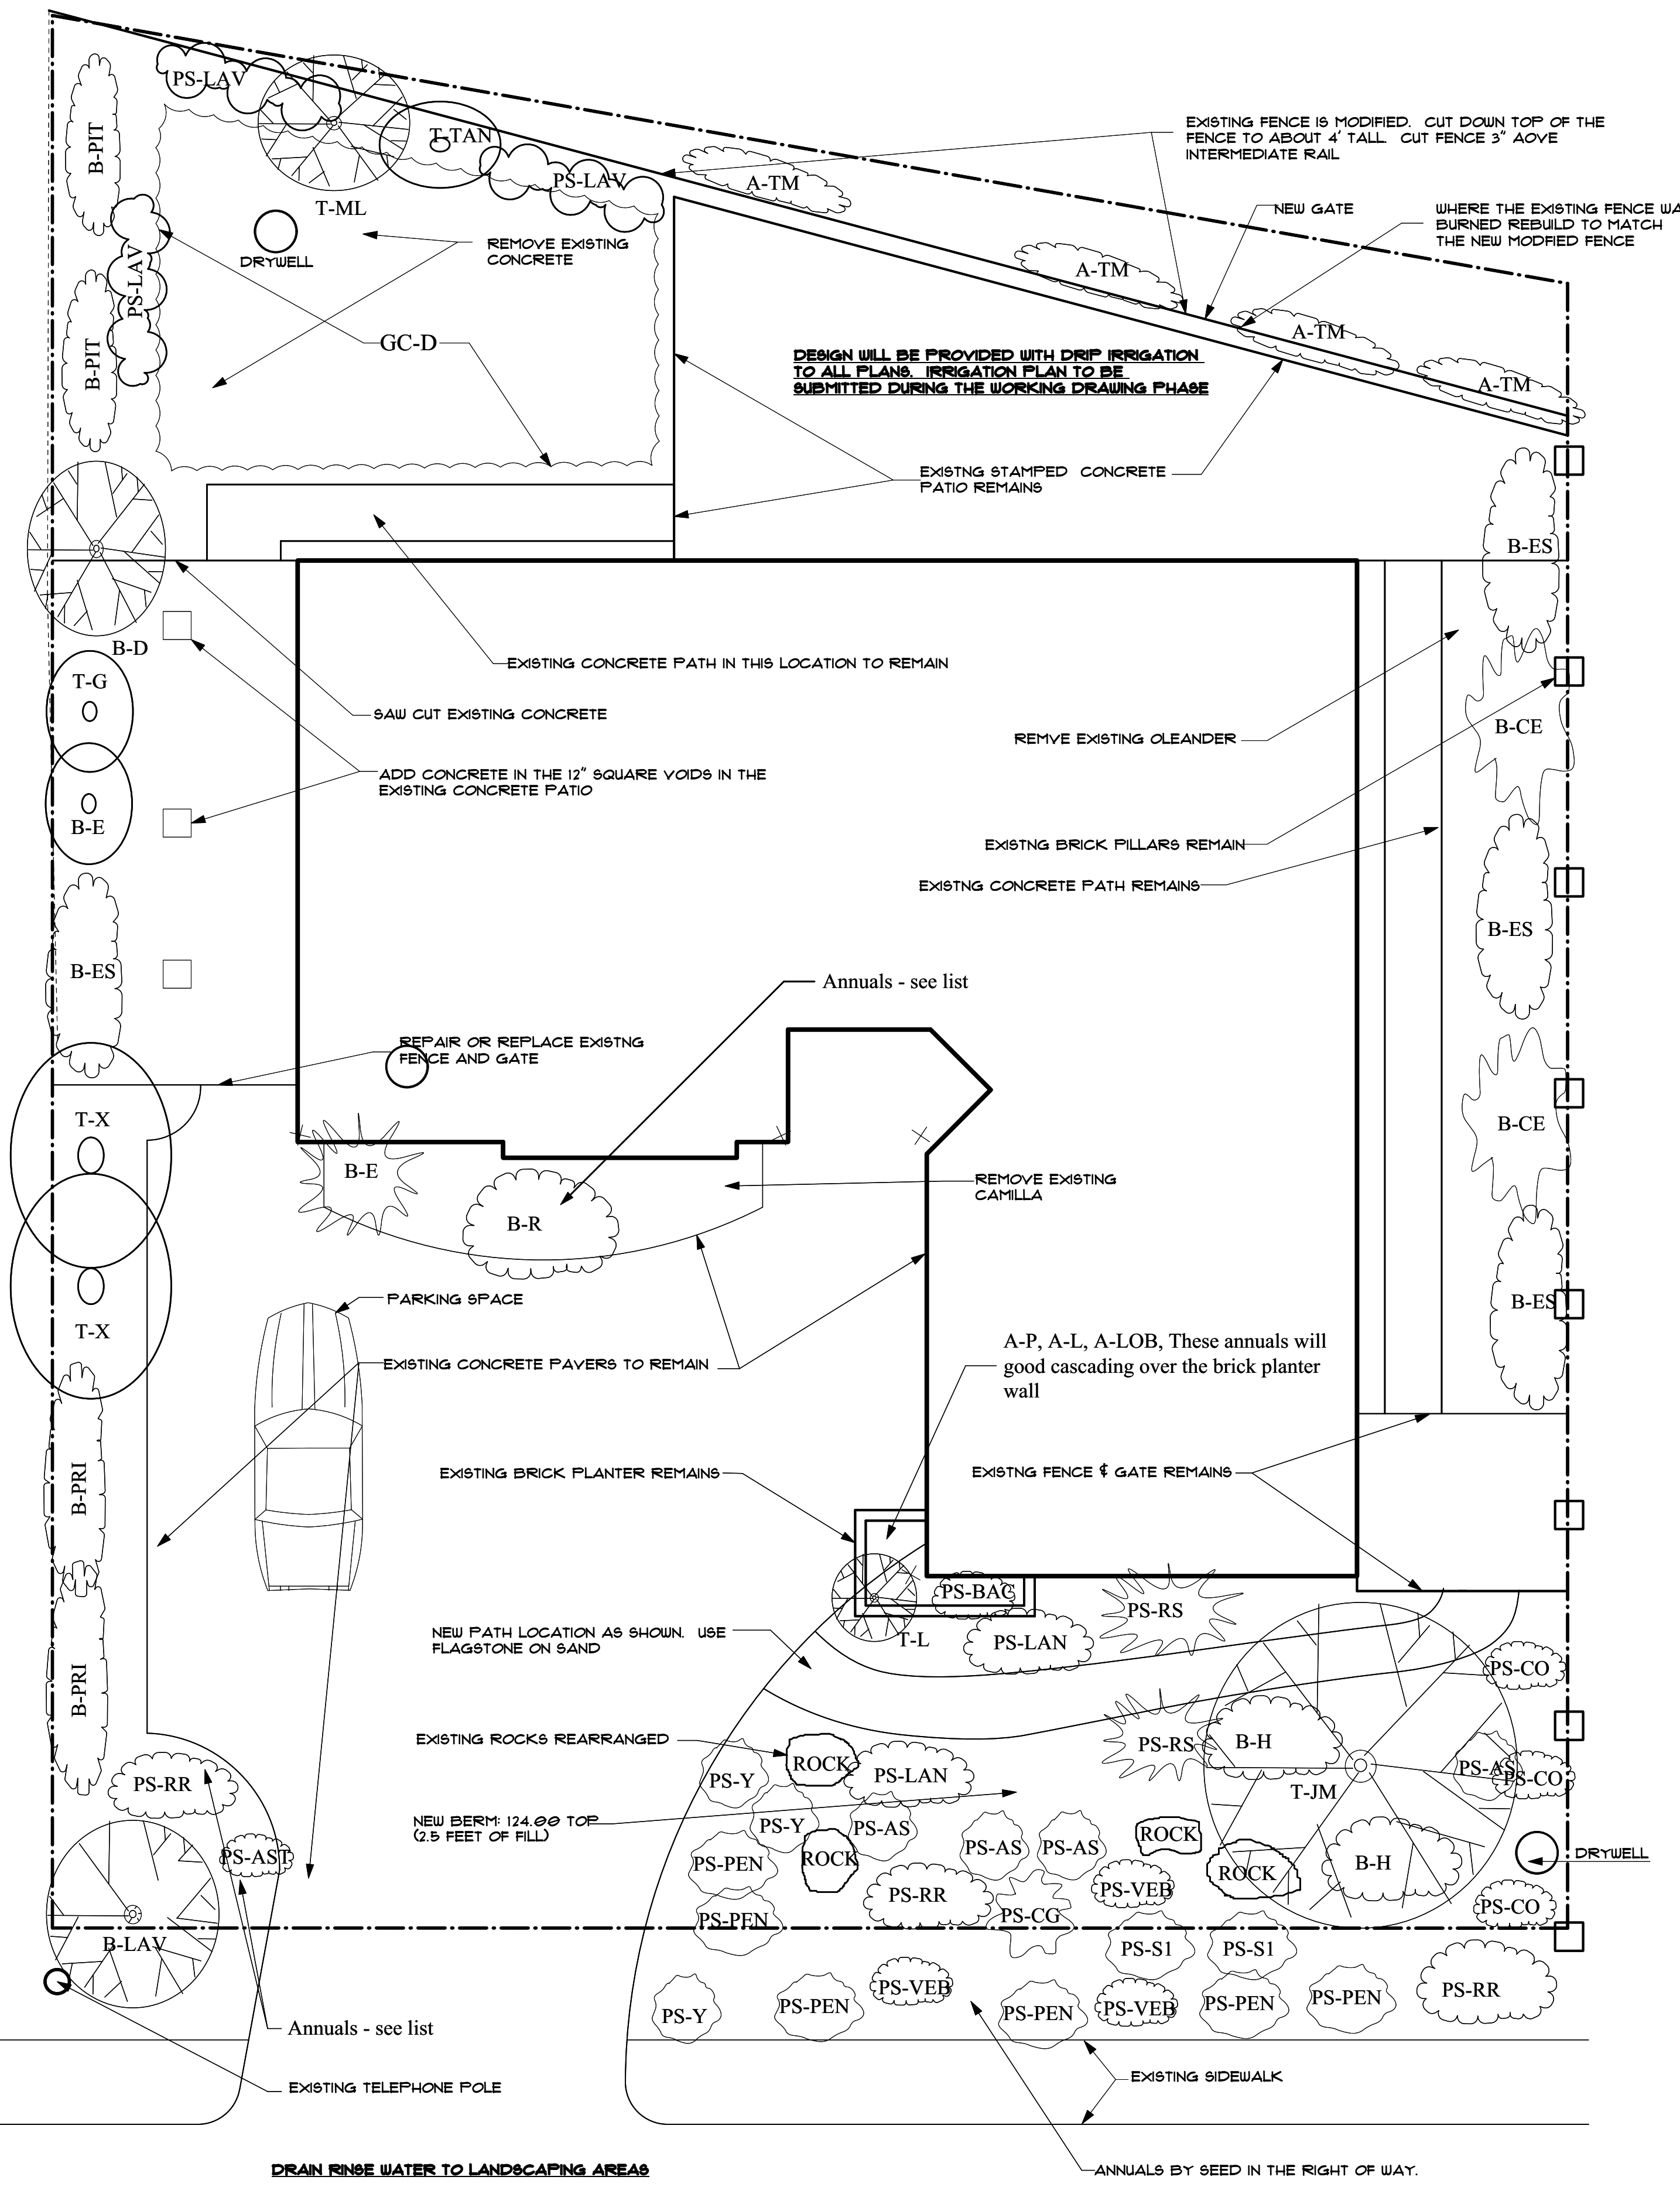 PS-LAV
B-PIT
T-TAN
PS-LAV
A-TM
EXISTING FENCE IS MODIFIED. CUT DOWN TOP OF THE
FENCE TO ABOUT 4' TALL. CUT FENCE 3" AOVE
INTERMEDIATE RAIL
T-ML
NEW GATE
WHERE THE EXISTING FENCE WA
BURNED REBUILD TO MATCH
THE NEW MODFIED FENCE
DRYWELL
REMOVE EXISTING
CONCRETE
PS-LAV
A-TM
A-TM
A-TM
B-PIT
GC-D
DESIGN WILL BE PROVIDED WITH DRIP IRRIGATION
TO ALL PLANS. IRRIGATION PLAN TO BE
SUBMITTED DURING THE WORKING DRAWING PHASE
EXISTNG STAMPED CONCRETE
PATIO REMAINS
B-ES
B-D
EXISTING CONCRETE PATH IN THIS LOCATION TO REMAIN
T-G
SAW CUT EXISTING CONCRETE
B-CE
REMVE EXISTING OLEANDER
ADD CONCRETE IN THE 12" SQUARE VOIDS IN THE
EXISTING CONCRETE PATIO
B-E
EXISTNG BRICK PILLARS REMAIN
EXISTNG CONCRETE PATH REMAINS
B-ES
B-ES
Annuals - see list
REPAIR OR REPLACE EXISTNG
FENCE AND GATE
T-X
B-CE
B-E
REMOVE EXISTING
CAMILLA
B-R
PARKING SPACE
B-ES
T-X
A-P, A-L, A-LOB, These annuals will
good cascading over the brick planter
wall
EXISTING CONCRETE PAVERS TO REMAIN
EXISTING BRICK PLANTER REMAINS
EXISTNG FENCE & GATE REMAINS
B-PRI
PS-BAC
PS-RS
NEW PATH LOCATION AS SHOWN. USE
FLAGSTONE ON SAND
T-L
PS-LAN
PS-CO
B-PRI
EXISTING ROCKS REARRANGED
PS-RS
B-H
ROCK
PS-LAN
PS-Y
PS-AS
PS-CO
PS-RR
T-JM
NEW BERM: 124.00 TOP
(2.5 FEET OF FILL)
PS-Y
PS-AS
PS-AS
PS-AS
ROCK
PS-AST
PS-PEN
ROCK
ROCK
B-H
DRYWELL
PS-RR
PS-VEB
PS-CO
PS-PEN
PS-CG
B-LAV
PS-S1
PS-S1
PS-VEB
PS-RR
PS-Y
PS-PEN
PS-PEN
PS-VEB
PS-PEN
PS-PEN
Annuals - see list
EXISTING TELEPHONE POLE
EXISTING SIDEWALK
DRAIN RINSE WATER TO LANDSCAPING AREAS
ANNUALS BY SEED IN THE RIGHT OF WAY.